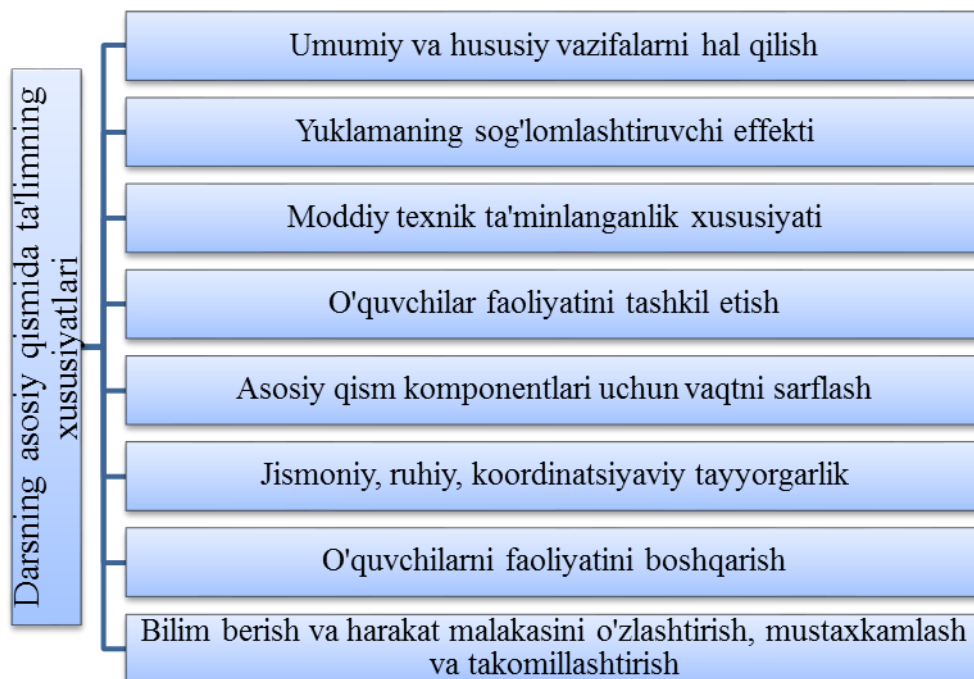 Darsning asosiy qismida ta'limning
xususiyatlari
Umumiy va hususiy vazifalarni hal qilish
Yuklamaning sog'lomlashtiruvchi effekti
Moddiy texnik ta'minlanganlik xususiyati
O'quvchilar faoliyatini tashkil etish
Asosiy qism komponentlari uchun vaqtni sarflash
Jismoniy, ruhiy, koordinatsiyaviy tayyorgarlik
O'quvchilarni faoliyatini boshqarish
Bilim berish va harakat malakasini o'zlashtirish, mustaxkamlash
va takomillashtirish